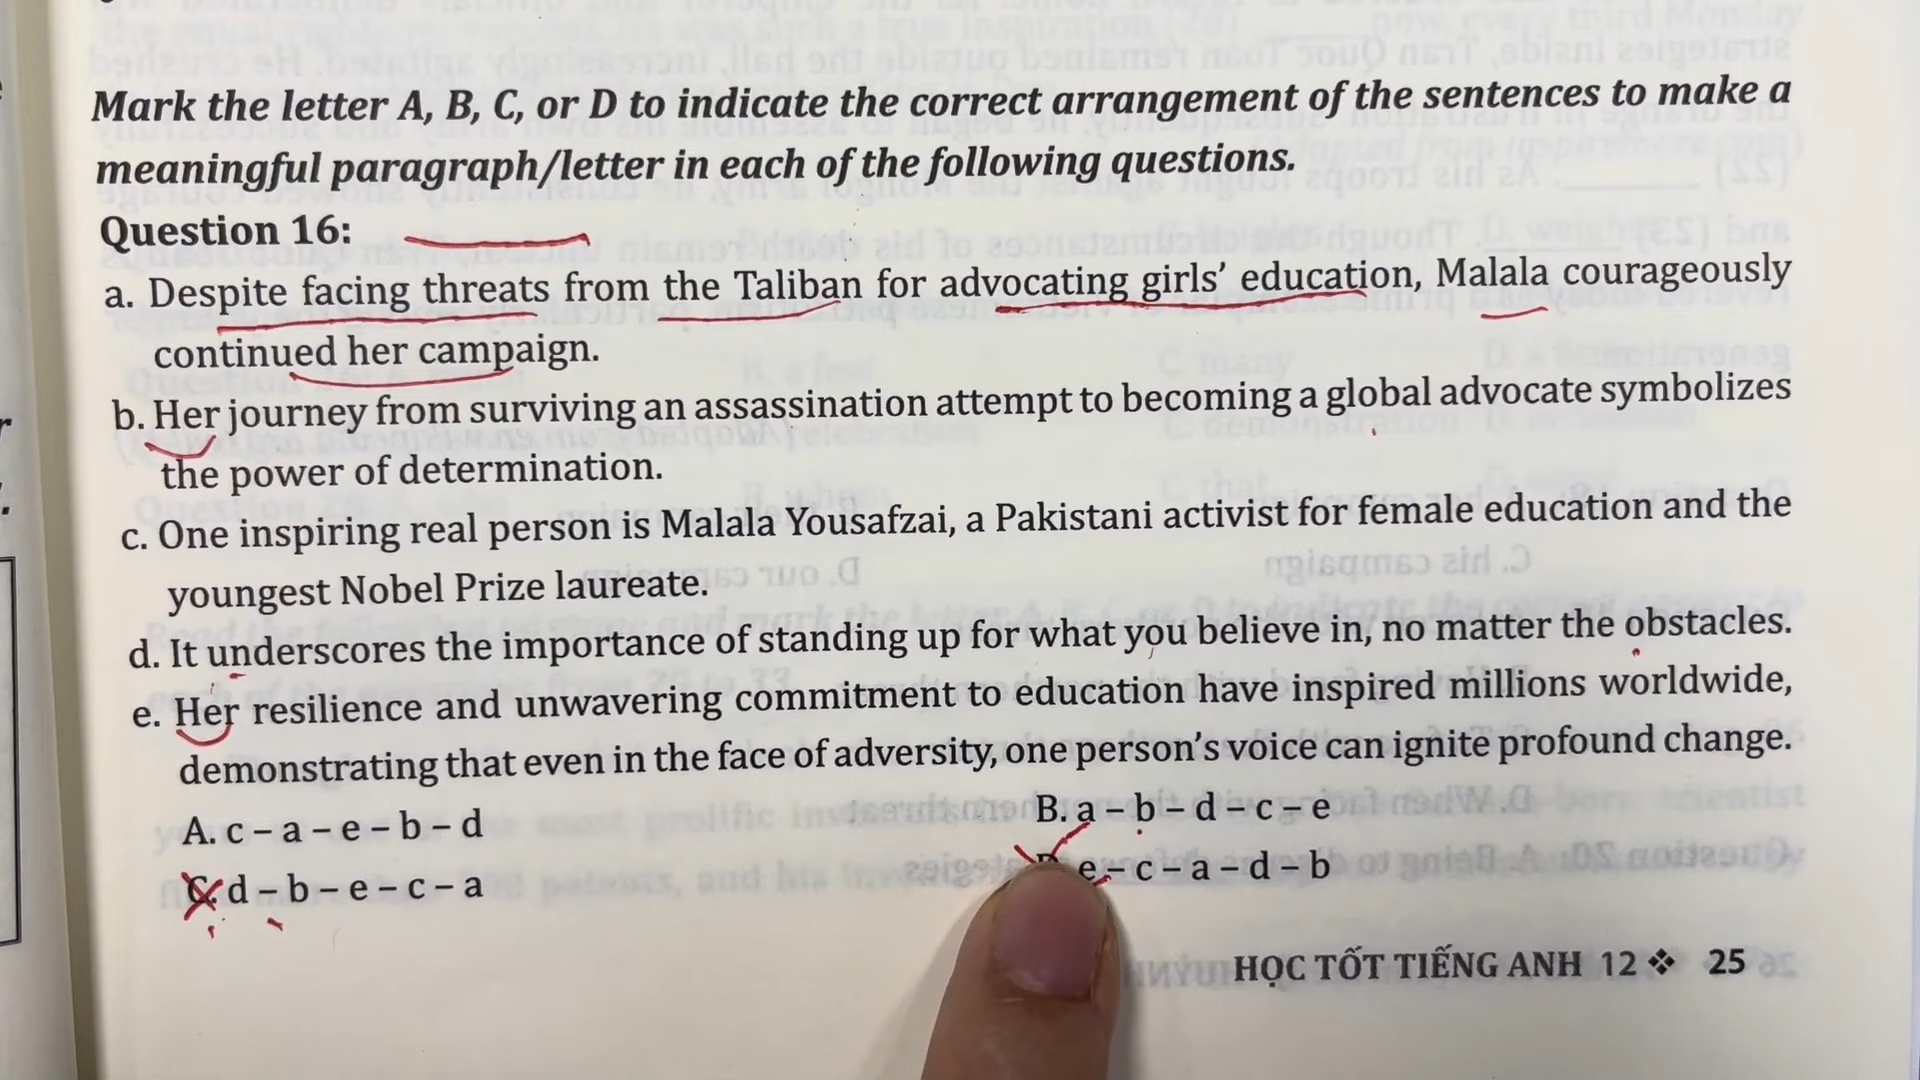 Mark the letter A, B, C, or D to indicate the correct arrangement of the sentences to make a
meaningful paragraph/letter in each of the following questions.
Question 16:
a. Despite facing threats from the Taliban for advocating girls' education, Malala courageously
continued her campaign.
b. Her journey from surviving an assassination attempt to becoming a global advocate symbolizes
the power of determination.
c. One inspiring real person is Malala Yousafzai, a Pakistani activist for female education and the
youngest Nobel Prize laureate.
d. It underscores the importance of standing up for what you believe in, no matter the obstacles.
e. Her resilience and unwavering commitment to education have inspired millions worldwide,
demonstrating that even in the face of adversity, one person's voice can ignite profound change.
A. c – a – e – b – d
B. a – b – d – c – e
C. d – b – e – c – a
e – c – a – d – b
HỌC TỐT TIẾNG ANH 12 ❖ 25